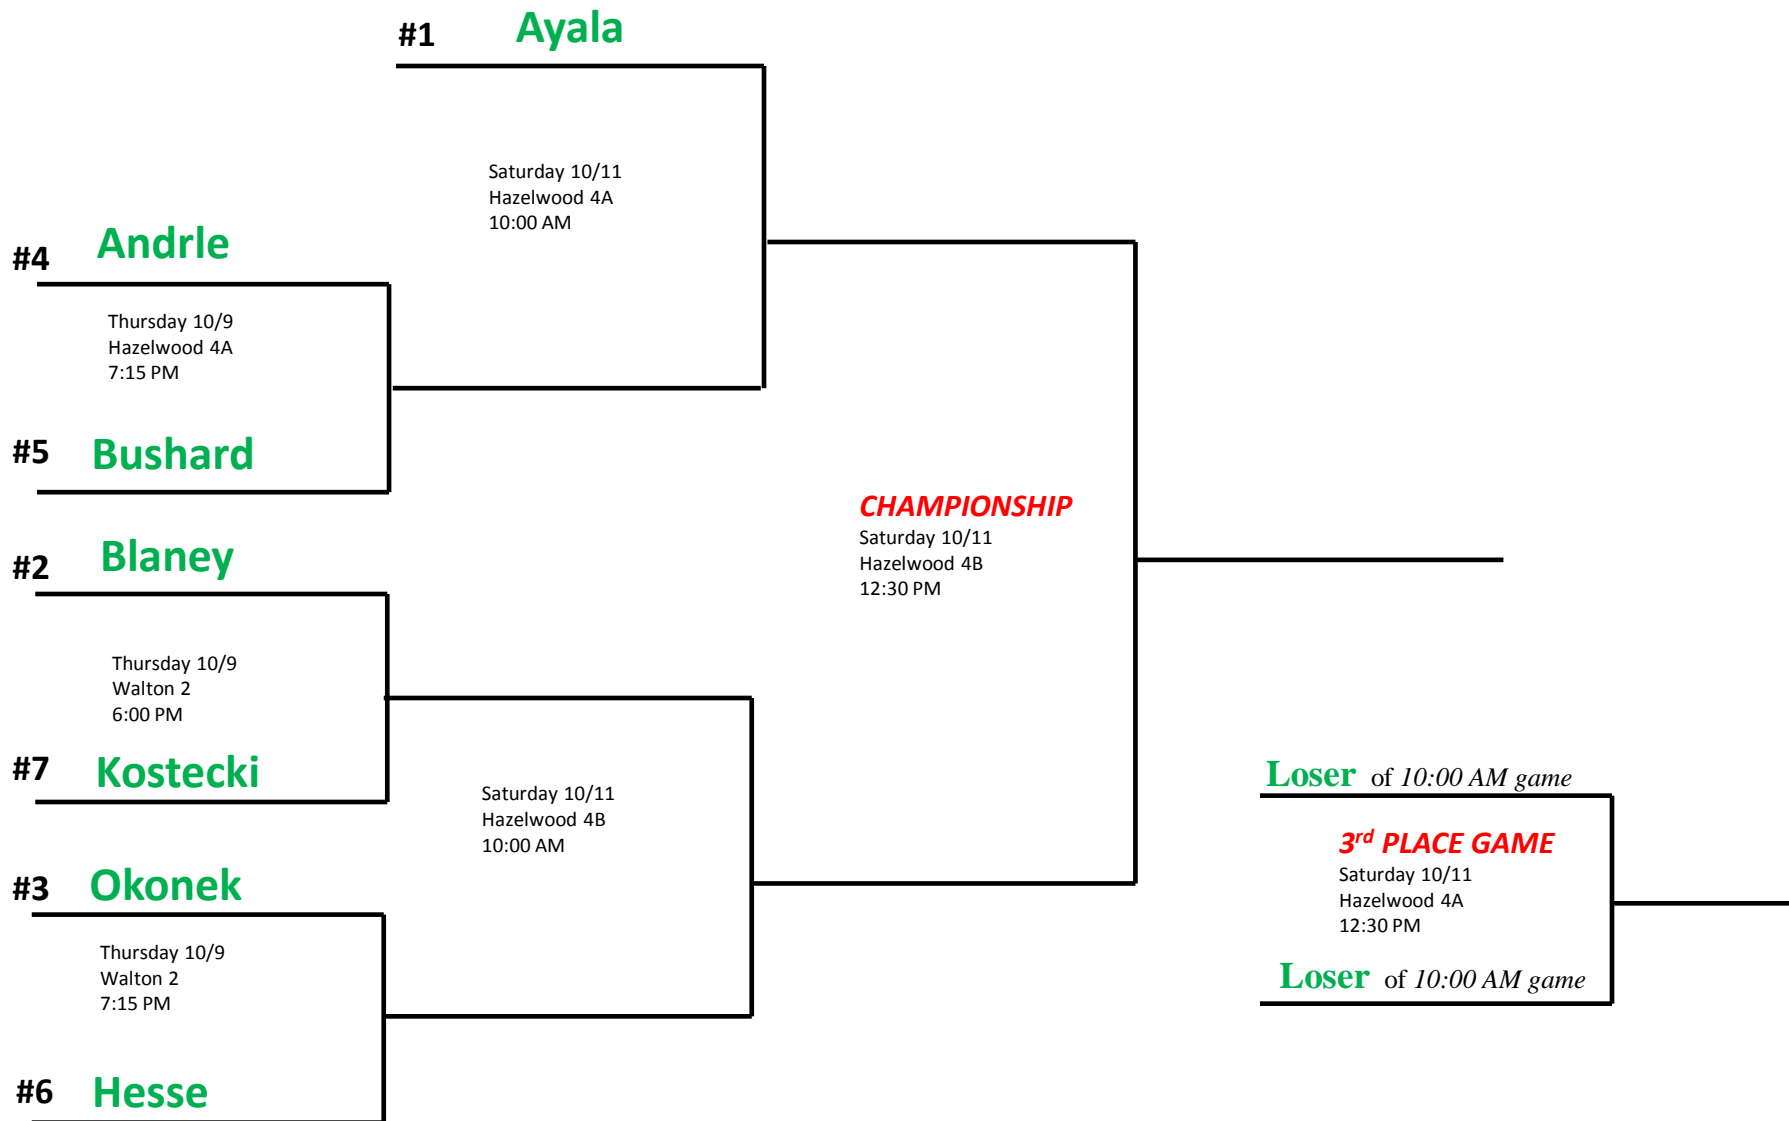 #1 Ayala
Saturday 10/11
Hazelwood 4A
10:00 AM
#4 Andrle
Thursday 10/9
Hazelwood 4A
7:15 PM
#5 Bushard
CHAMPIONSHIP
Saturday 10/11
Hazelwood 4B
12:30 PM
#2 Blaney
Thursday 10/9
Walton 2
6:00 PM
#7 Kostecki
Saturday 10/11
Hazelwood 4B
10:00 AM
#3 Okonek
Thursday 10/9
Walton 2
7:15 PM
#6 Hesse
Loser of 10:00 AM game
3rd PLACE GAME
Saturday 10/11
Hazelwood 4A
12:30 PM
Loser of 10:00 AM game